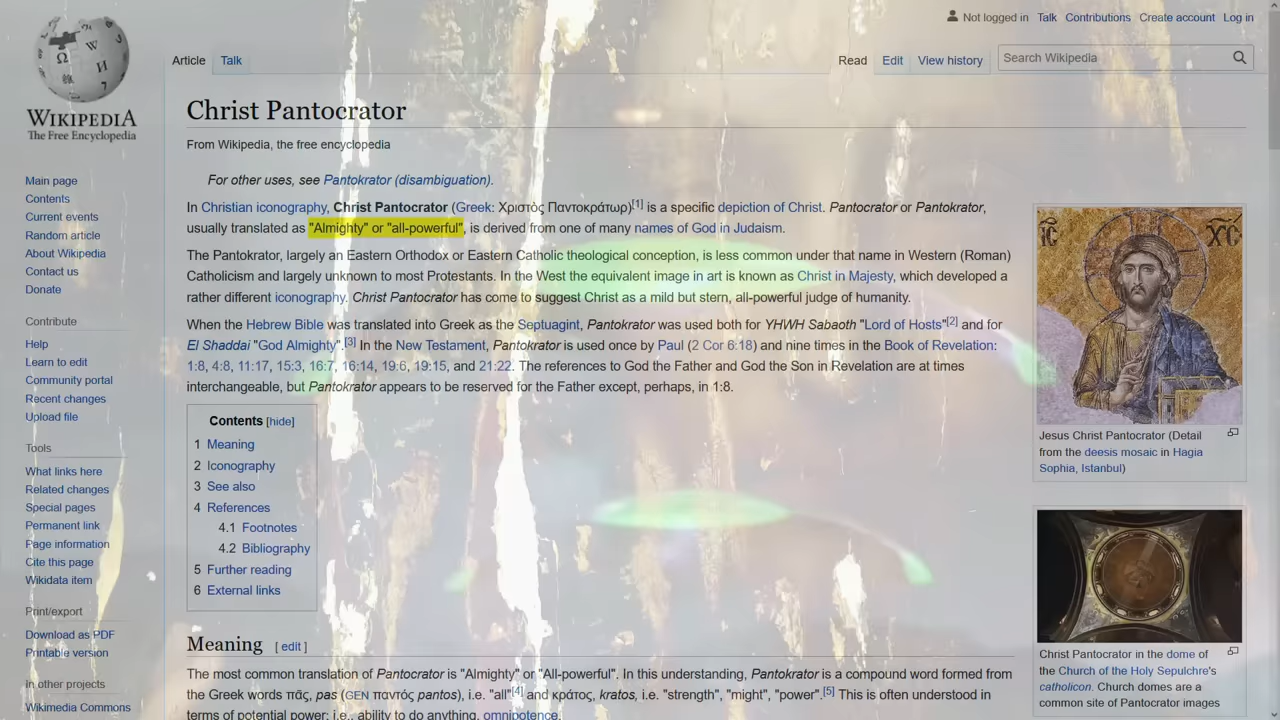 Not logged in Talk Contributions Create account Log in
Article Talk Read Edit View history Search Wikipedia
WIKIPEDIA
The Free Encyclopedia
Main page
Contents
Current events
Random article
About Wikipedia
Contact us
Donate
Contribute
Help
Learn to edit
Community portal
Recent changes
Upload file
Tools
What links here
Related changes
Special pages
Permanent link
Page information
Cite this page
Wikidata item
Print/export
Download as PDF
Printable version
In other projects
Wikimedia Commons
Christ Pantocrator
From Wikipedia, the free encyclopedia
For other uses, see Pantokrator (disambiguation).
In Christian iconography, Christ Pantocrator (Greek: Χριστὸς Παντοκράτωρ)[1] is a specific depiction of Christ. Pantocrator or Pantokrator,
usually translated as "Almighty" or "all-powerful", is derived from one of many names of God in Judaism.
The Pantokrator, largely an Eastern Orthodox or Eastern Catholic theological conception, is less common under that name in Western (Roman)
Catholicism and largely unknown to most Protestants. In the West the equivalent image in art is known as Christ in Majesty, which developed a
rather different iconography. Christ Pantocrator has come to suggest Christ as a mild but stern, all-powerful judge of humanity.
When the Hebrew Bible was translated into Greek as the Septuagint, Pantokrator was used both for YHWH Sabaoth "Lord of Hosts"[2] and for
El Shaddai "God Almighty".[3] In the New Testament, Pantokrator is used once by Paul (2 Cor 6:18) and nine times in the Book of Revelation:
1:8, 4:8, 11:17, 15:3, 16:7, 16:14, 19:6, 19:15, and 21:22. The references to God the Father and God the Son in Revelation are at times
interchangeable, but Pantokrator appears to be reserved for the Father except, perhaps, in 1:8.
Contents [hide]
1 Meaning
2 Iconography
3 See also
4 References
4.1 Footnotes
4.2 Bibliography
5 Further reading
6 External links
Meaning [ edit ]
The most common translation of Pantocrator is "Almighty" or "All-powerful". In this understanding, Pantokrator is a compound word formed from
the Greek words πᾶς, pas (GEN παντός pantos), i.e. "all"[4] and κράτος, kratos, i.e. "strength", "might", "power".[5] This is often understood in
terms of potential power; i.e., ability to do anything, omnipotence.
Jesus Christ Pantocrator (Detail
from the deesis mosaic in Hagia
Sophia, Istanbul)
Christ Pantocrator in the dome of
the Church of the Holy Sepulchre's
catholicon. Church domes are a
common site of Pantocrator images